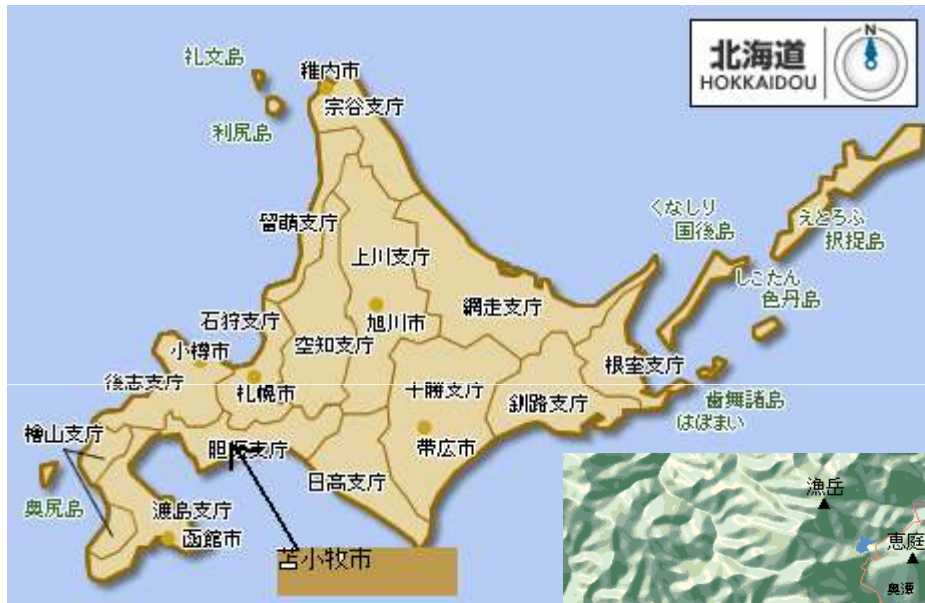 北海道
HOKKAIDOU
N
礼文島
稚内市
宗谷支庁
利尻島
留萌支庁
くなしり
国後島
えとろふ
択捉島
上川支庁
しこたん
色丹島
網走支庁
石狩支庁
旭川市
空知支庁
小樽市
根室支庁
後志支庁
札幌市
十勝支庁
釧路支庁
歯舞諸島
はぼまい
檜山支庁
胆振支庁
帯広市
日高支庁
奥尻島
渡島支庁
函館市
苫小牧市
漁岳
恵庭
奥潭